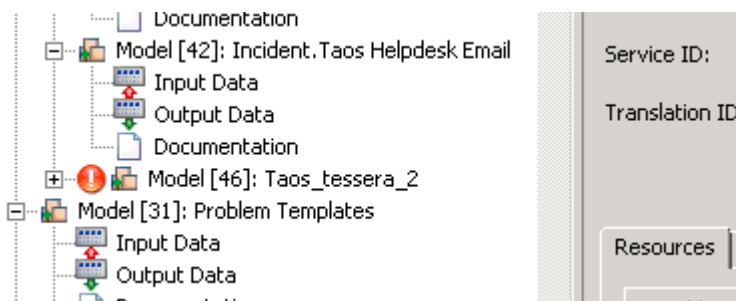 Documentation
Model [42]: Incident.Taos Helpdesk Email
Input Data
Output Data
Documentation
Model [46]: Taos_tessera_2
Model [31]: Problem Templates
Input Data
Output Data
Service ID:
Translation ID
Resources